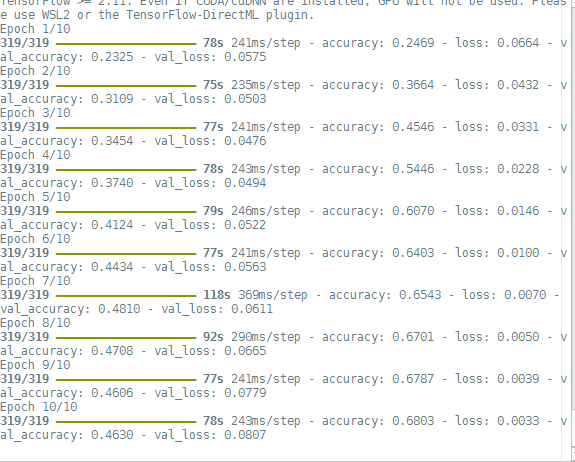 TensorFlow >= 2.11. Even if CUDA/cuDNN are installed, GPU will not be used. Pleas
e use WSL2 or the TensorFlow-DirectML plugin.
Epoch 1/10
319/319 ━━━━━━━━━━━━━━━━━━━━ 78s 241ms/step - accuracy: 0.2469 - loss: 0.0664 - v
al_accuracy: 0.2325 - val_loss: 0.0575
Epoch 2/10
319/319 ━━━━━━━━━━━━━━━━━━━━ 75s 235ms/step - accuracy: 0.3664 - loss: 0.0432 - v
al_accuracy: 0.3109 - val_loss: 0.0503
Epoch 3/10
319/319 ━━━━━━━━━━━━━━━━━━━━ 77s 241ms/step - accuracy: 0.4546 - loss: 0.0331 - v
al_accuracy: 0.3454 - val_loss: 0.0476
Epoch 4/10
319/319 ━━━━━━━━━━━━━━━━━━━━ 78s 243ms/step - accuracy: 0.5446 - loss: 0.0228 - v
al_accuracy: 0.3740 - val_loss: 0.0494
Epoch 5/10
319/319 ━━━━━━━━━━━━━━━━━━━━ 79s 246ms/step - accuracy: 0.6070 - loss: 0.0146 - v
al_accuracy: 0.4124 - val_loss: 0.0522
Epoch 6/10
319/319 ━━━━━━━━━━━━━━━━━━━━ 77s 241ms/step - accuracy: 0.6403 - loss: 0.0100 - v
al_accuracy: 0.4434 - val_loss: 0.0563
Epoch 7/10
319/319 ━━━━━━━━━━━━━━━━━━━━ 118s 369ms/step - accuracy: 0.6543 - loss: 0.0070 -
val_accuracy: 0.4810 - val_loss: 0.0611
Epoch 8/10
319/319 ━━━━━━━━━━━━━━━━━━━━ 92s 290ms/step - accuracy: 0.6701 - loss: 0.0050 - v
al_accuracy: 0.4708 - val_loss: 0.0665
Epoch 9/10
319/319 ━━━━━━━━━━━━━━━━━━━━ 77s 241ms/step - accuracy: 0.6787 - loss: 0.0039 - v
al_accuracy: 0.4606 - val_loss: 0.0779
Epoch 10/10
319/319 ━━━━━━━━━━━━━━━━━━━━ 78s 243ms/step - accuracy: 0.6803 - loss: 0.0033 - v
al_accuracy: 0.4630 - val_loss: 0.0807